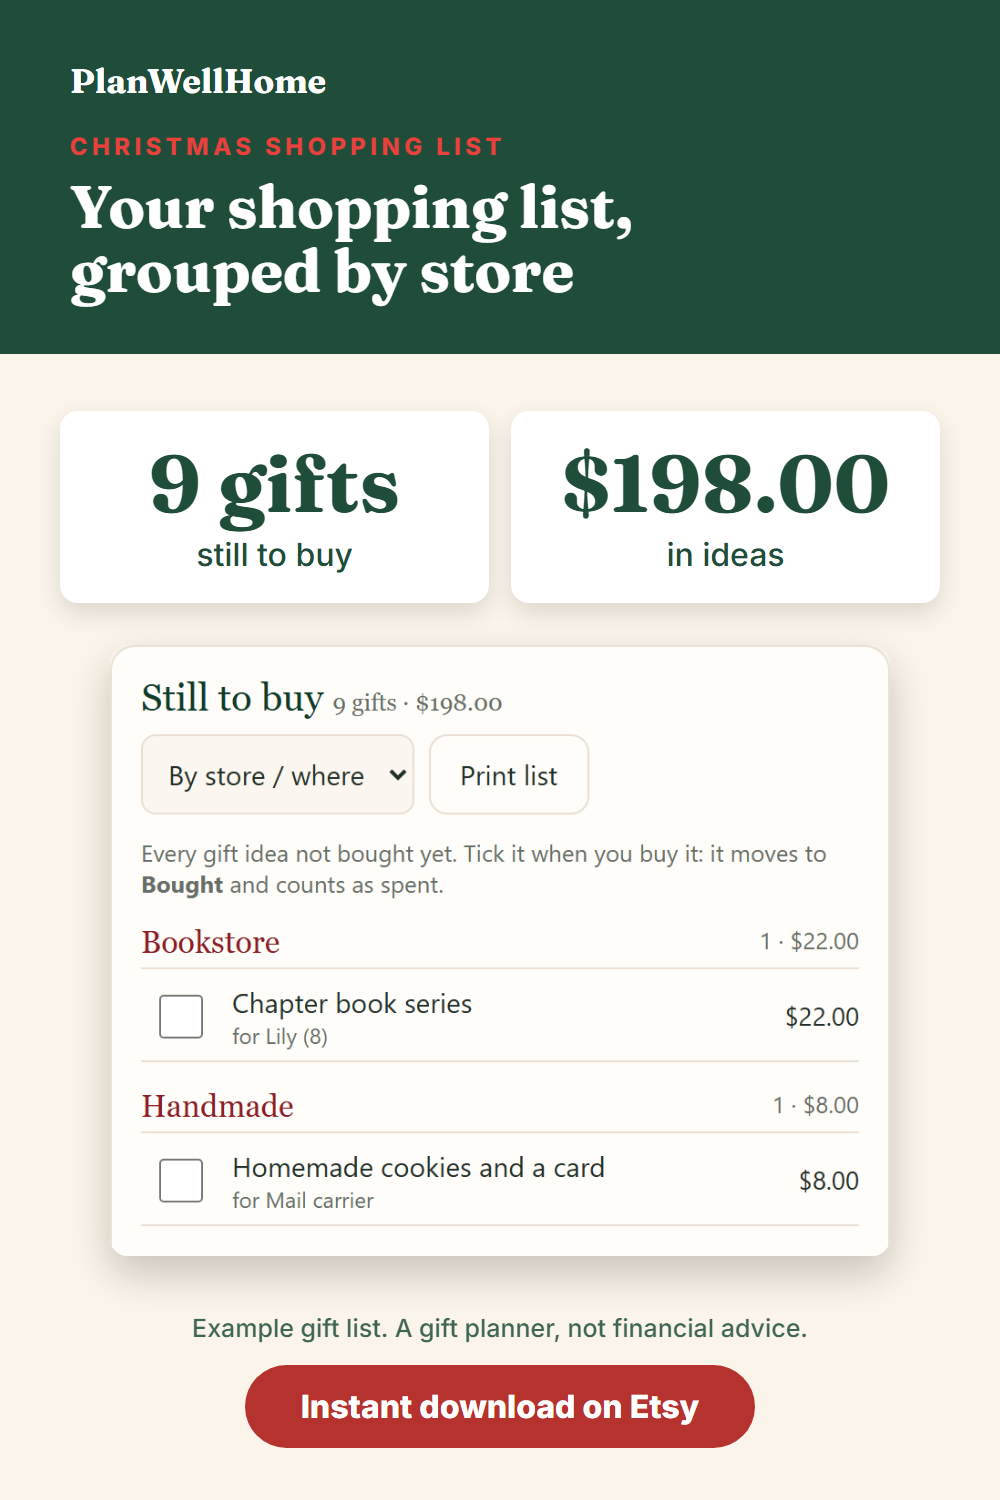 PlanWellHome
CHRISTMAS SHOPPING LIST
Your shopping list,
grouped by store
9 gifts
still to buy
$198.00
in ideas
Still to buy 9 gifts · $198.00
By store / where
Print list
Every gift idea not bought yet. Tick it when you buy it: it moves to
Bought and counts as spent.
Bookstore 1 · $22.00
Chapter book series
for Lily (8)
$22.00
Handmade 1 · $8.00
Homemade cookies and a card
for Mail carrier
$8.00
Example gift list. A gift planner, not financial advice.
Instant download on Etsy